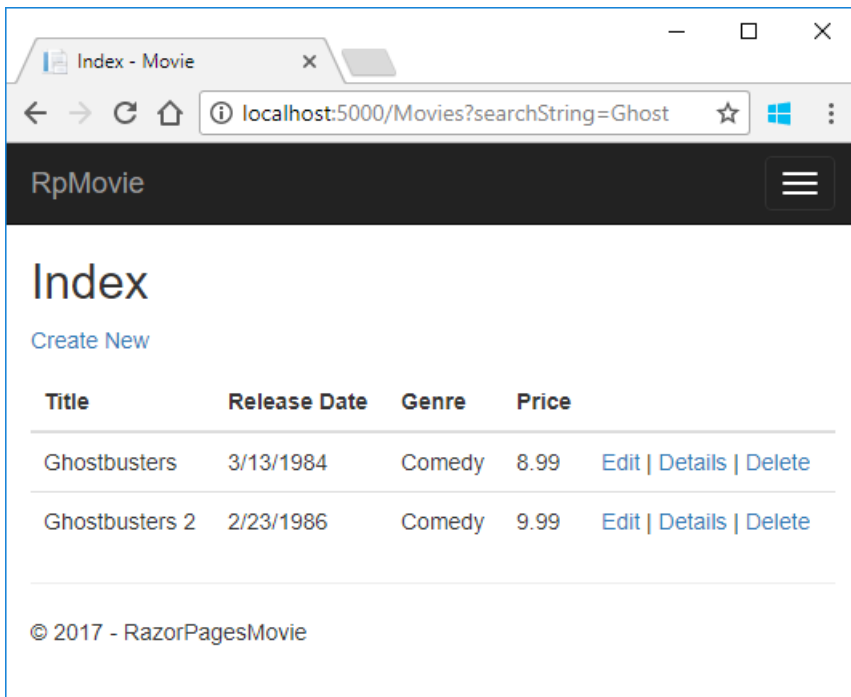 Index - Movie
localhost:5000/Movies?searchString=Ghost
RpMovie
Index
Create New
Title Release Date Genre Price
Ghostbusters 3/13/1984 Comedy 8.99 Edit | Details | Delete
Ghostbusters 2 2/23/1986 Comedy 9.99 Edit | Details | Delete
© 2017 - RazorPagesMovie